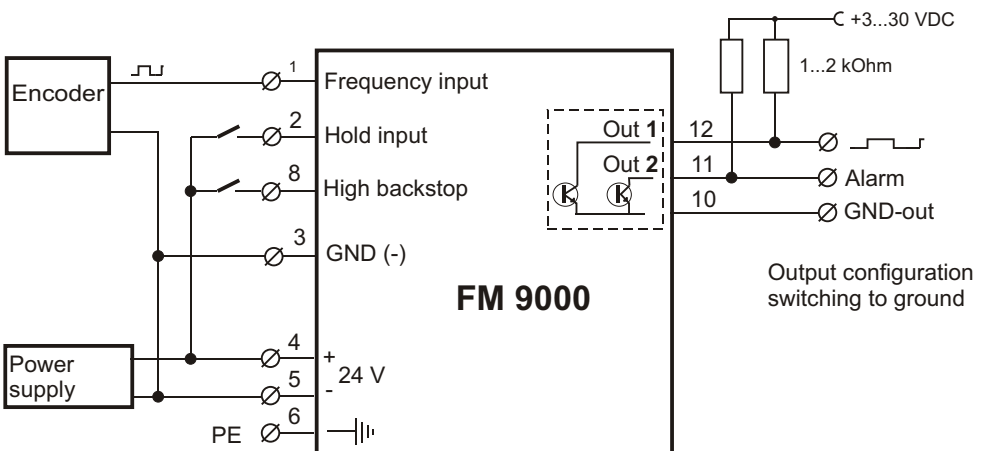 +3...30 VDC
1...2 kOhm
Encoder
1
Frequency input
2
Hold input
8
High backstop
3
GND (-)
Out 1
12
Out 2
11
Alarm
10
GND-out
FM 9000
Output configuration
switching to ground
Power
supply
4
+
24 V
5
-
6
PE